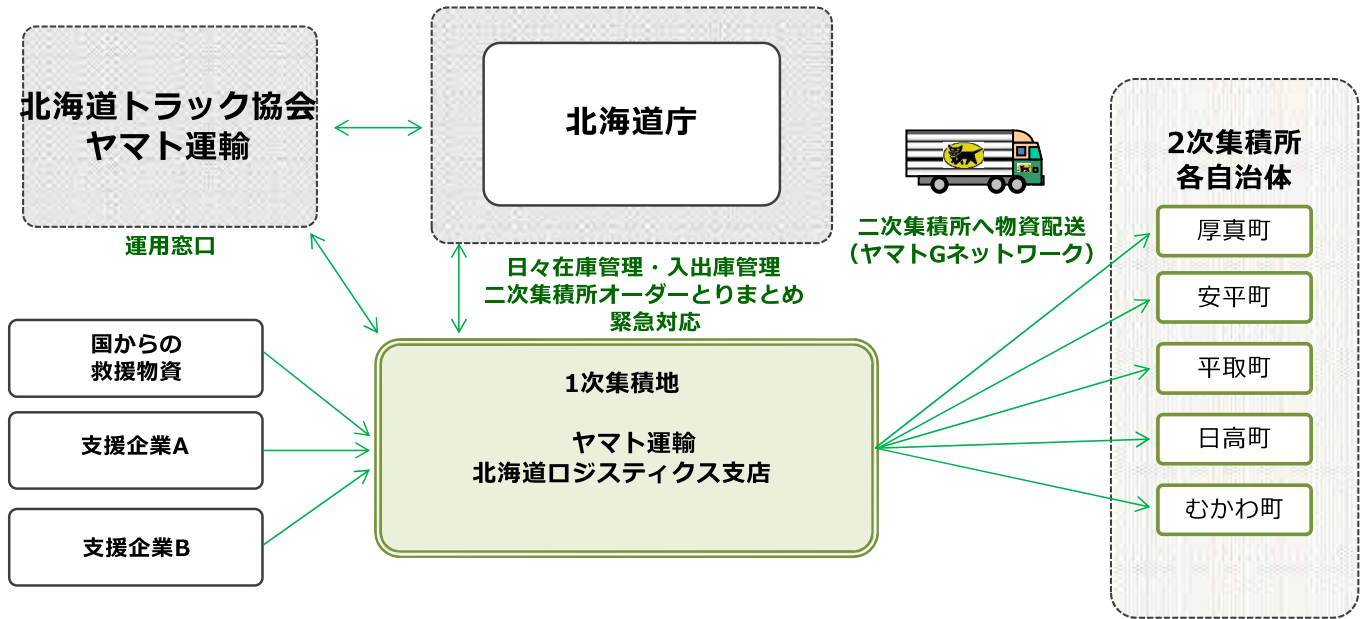 北海道トラック協会
ヤマト運輸
運用窓口
北海道庁
日々在庫管理・入出庫管理
二次集積所オーダーとりまとめ
緊急対応
国からの
救援物資
支援企業A
支援企業B
1次集積地
ヤマト運輸
北海道ロジスティクス支店
二次集積所へ物資配送
（ヤマトGネットワーク）
2次集積所
各自治体
厚真町
安平町
平取町
日高町
むかわ町